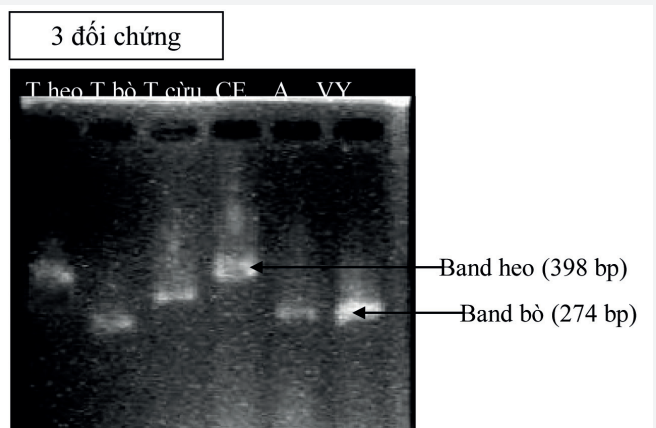 3 đối chứng
T heo T bò T cừu CE A VY
Band heo (398 bp)
Band bò (274 bp)